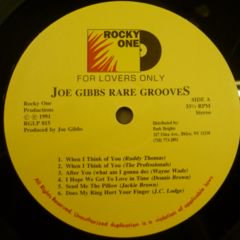 ROCKY
ONE
FOR LOVERS ONLY
JOE GIBBS RARE GROOVES
Rocky One
Productions
Ⓟ © 1991
RGLP 015
Produced by Joe Gibbs
SIDE A
33⅓ RPM
Stereo
Distributed by:
Park Heights
1. When I Think of You (Ruddy Thomas)
2. When I Think of You (The Professionals)
3. After You (what am i gonna do) (Wayne Wade)
4. I Hope We Get To Love in Time (Dennis Brown)
5. Send Me The Pillow (Jackie Brown)
6. Does My Ring Hurt Your Finger (J.C. Lodge)
All Rights Reserved. Unauthorized duplication is a violation of applicable laws